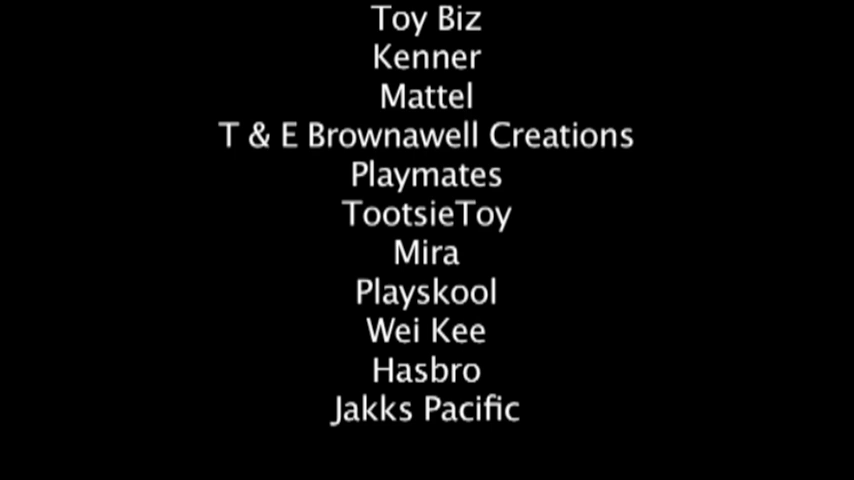 Toy Biz
Kenner
Mattel
T & E Brownawell Creations
Playmates
TootsieToy
Mira
Playskool
Wei Kee
Hasbro
Jakks Pacific